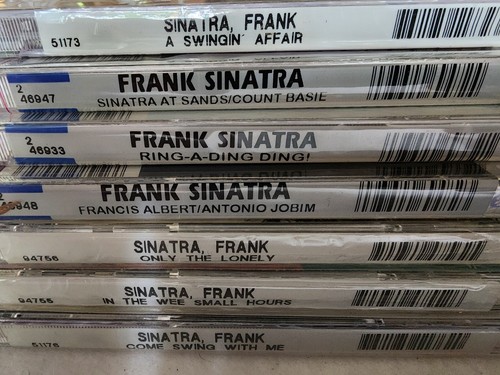 SINATRA, FRANK
51173 A SWINGIN' AFFAIR
FRANK SINATRA
2
46947 SINATRA AT SANDS/COUNT BASIE
FRANK SINATRA
2
46933 RING-A-DING DING!
FRANK SINATRA
948 FRANCIS ALBERT/ANTONIO JOBIM
SINATRA, FRANK
94756 ONLY THE LONELY
SINATRA, FRANK
94755 IN THE WEE SMALL HOURS
SINATRA, FRANK
51176 COME SWING WITH ME